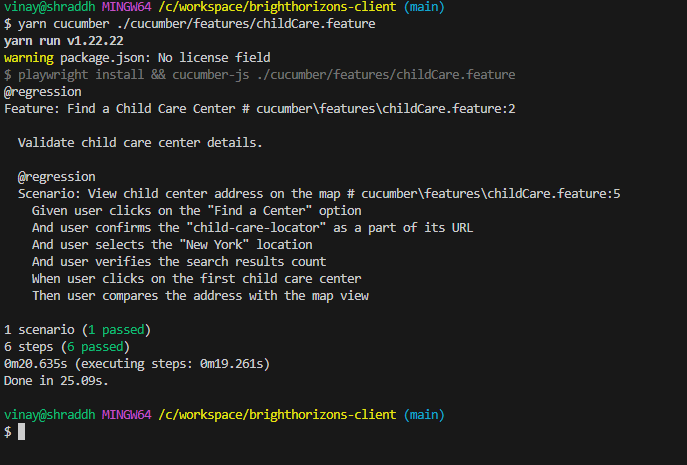 vinay@shraddh MINGW64 /c/workspace/brighthorizons-client (main)
$ yarn cucumber ./cucumber/features/childCare.feature
yarn run v1.22.22
warning package.json: No license field
$ playwright install && cucumber-js ./cucumber/features/childCare.feature
@regression
Feature: Find a Child Care Center # cucumber\features\childCare.feature:2
Validate child care center details.
@regression
Scenario: View child center address on the map # cucumber\features\childCare.feature:5
Given user clicks on the "Find a Center" option
And user confirms the "child-care-locator" as a part of its URL
And user selects the "New York" location
And user verifies the search results count
When user clicks on the first child care center
Then user compares the address with the map view
1 scenario (1 passed)
6 steps (6 passed)
0m20.635s (executing steps: 0m19.261s)
Done in 25.09s.
vinay@shraddh MINGW64 /c/workspace/brighthorizons-client (main)
$